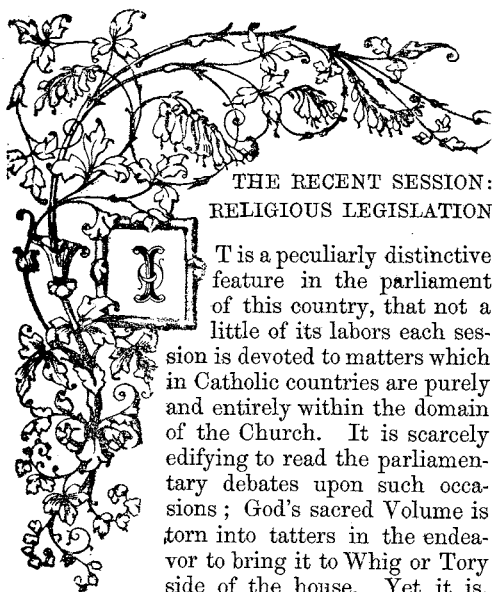 THE RECENT SESSION:
RELIGIOUS LEGISLATION
IT is a peculiarly distinctive
feature in the parliament
of this country, that not a
little of its labors each ses-
sion is devoted to matters which
in Catholic countries are purely
and entirely within the domain
of the Church. It is scarcely
edifying to read the parliamen-
tary debates upon such occa-
sions ; God's sacred Volume is
torn into tatters in the endea-
vor to bring it to Whig or Tory
side of the house. Yet it is,